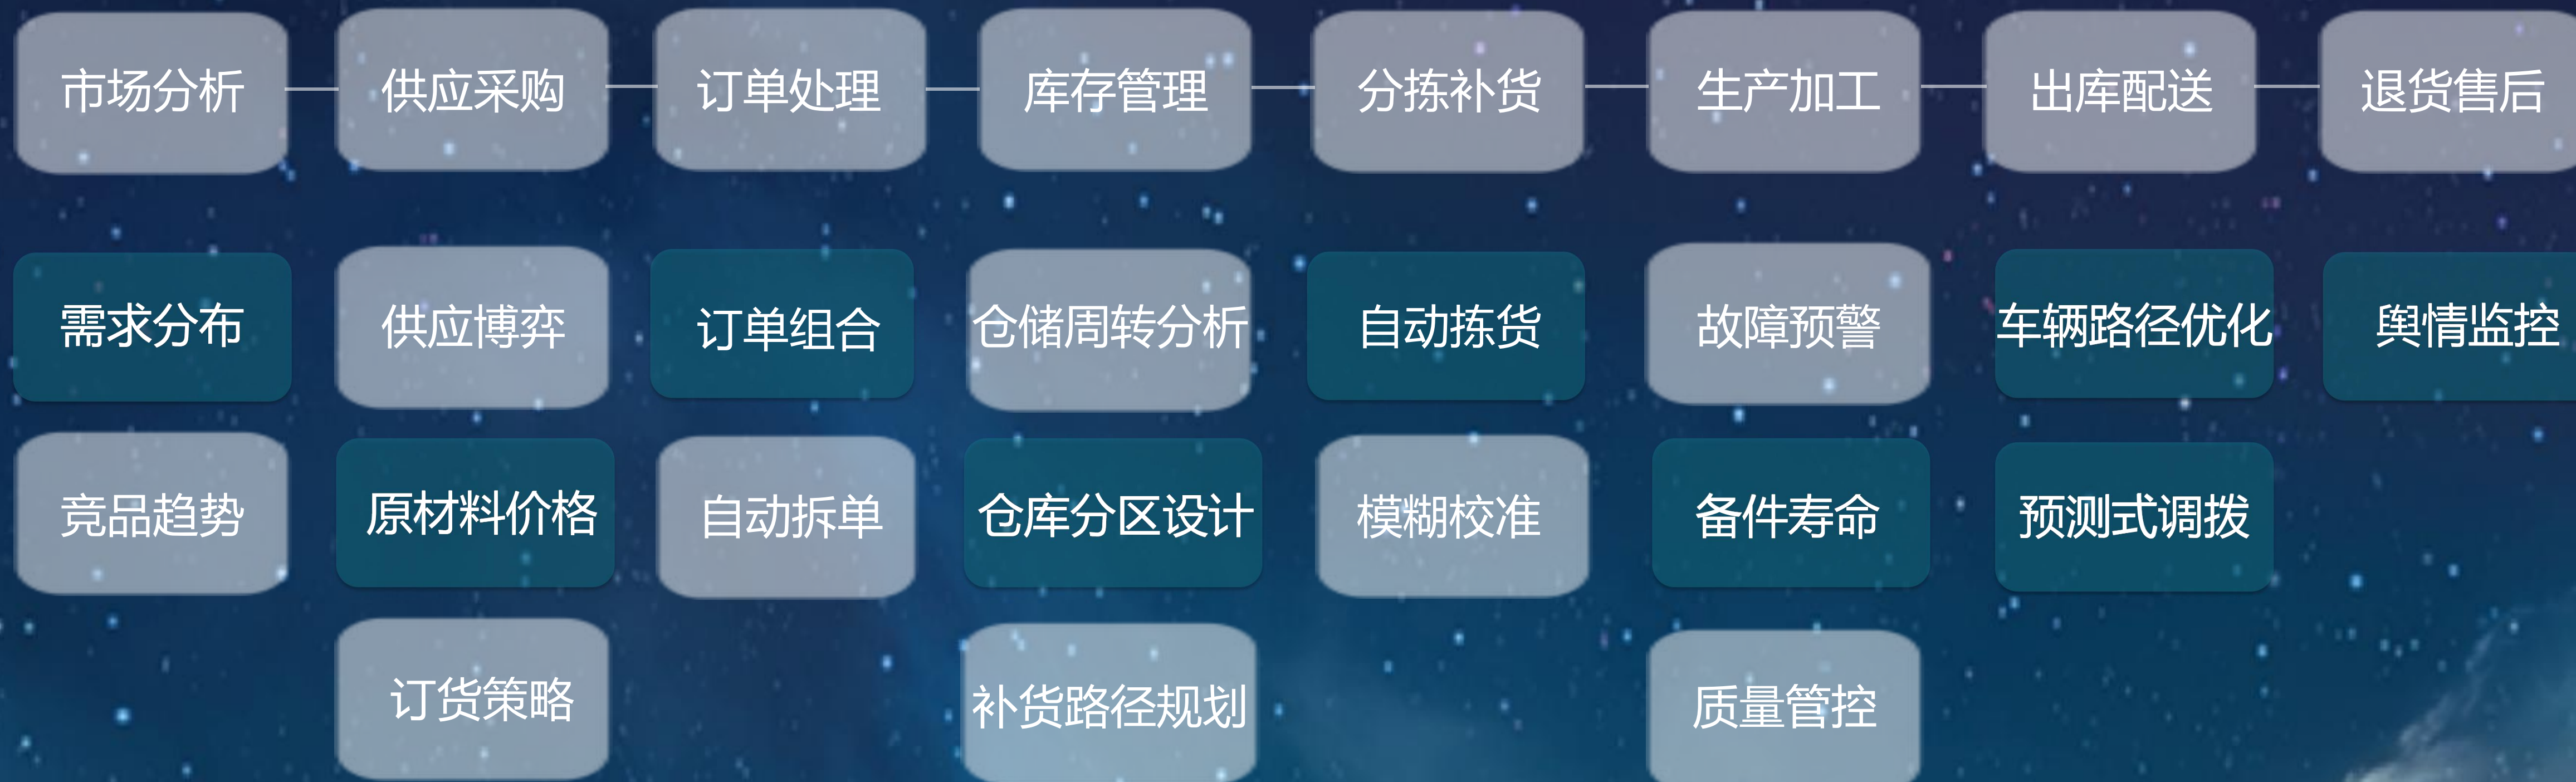 市场分析
供应采购
订单处理
库存管理
分拣补货
生产加工
出库配送
退货售后
需求分布
供应博弈
订单组合
仓储周转分析
自动拣货
故障预警
车辆路径优化
舆情监控
竞品趋势
原材料价格
自动拆单
仓库分区设计
模糊校准
备件寿命
预测式调拨
订货策略
补货路径规划
质量管控